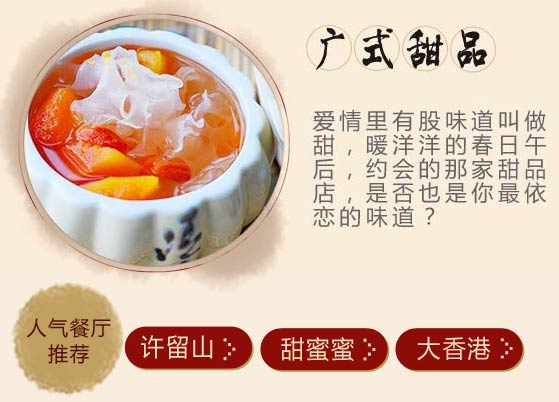 广式甜品
爱情里有股味道叫做
甜，暖洋洋的春日午
后，约会的那家甜品
店，是否也是你最依
恋的味道？
人气餐厅
推荐
许留山
甜蜜蜜
大香港